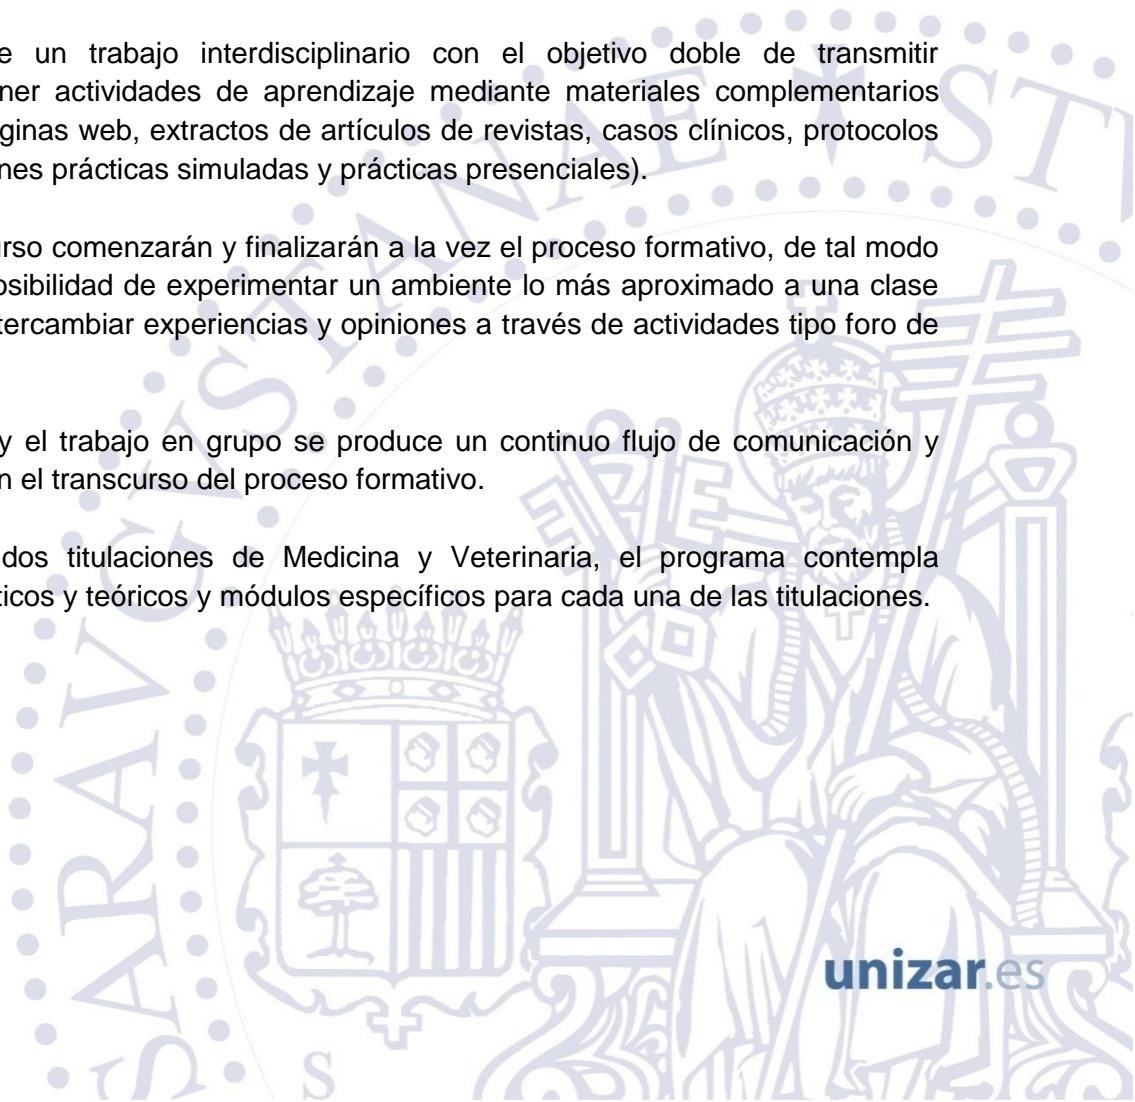 e un trabajo interdisciplinario con el objetivo doble de transmitir
ner actividades de aprendizaje mediante materiales complementarios
ginas web, extractos de artículos de revistas, casos clínicos, protocolos
nes prácticas simuladas y prácticas presenciales).
urso comenzarán y finalizarán a la vez el proceso formativo, de tal modo
osibilidad de experimentar un ambiente lo más aproximado a una clase
tercambiar experiencias y opiniones a través de actividades tipo foro de
y el trabajo en grupo se produce un continuo flujo de comunicación y
n el transcurso del proceso formativo.
dos titulaciones de Medicina y Veterinaria, el programa contempla
ticos y teóricos y módulos específicos para cada una de las titulaciones.
SARAVGVSTANAE STV
S
unizar.es